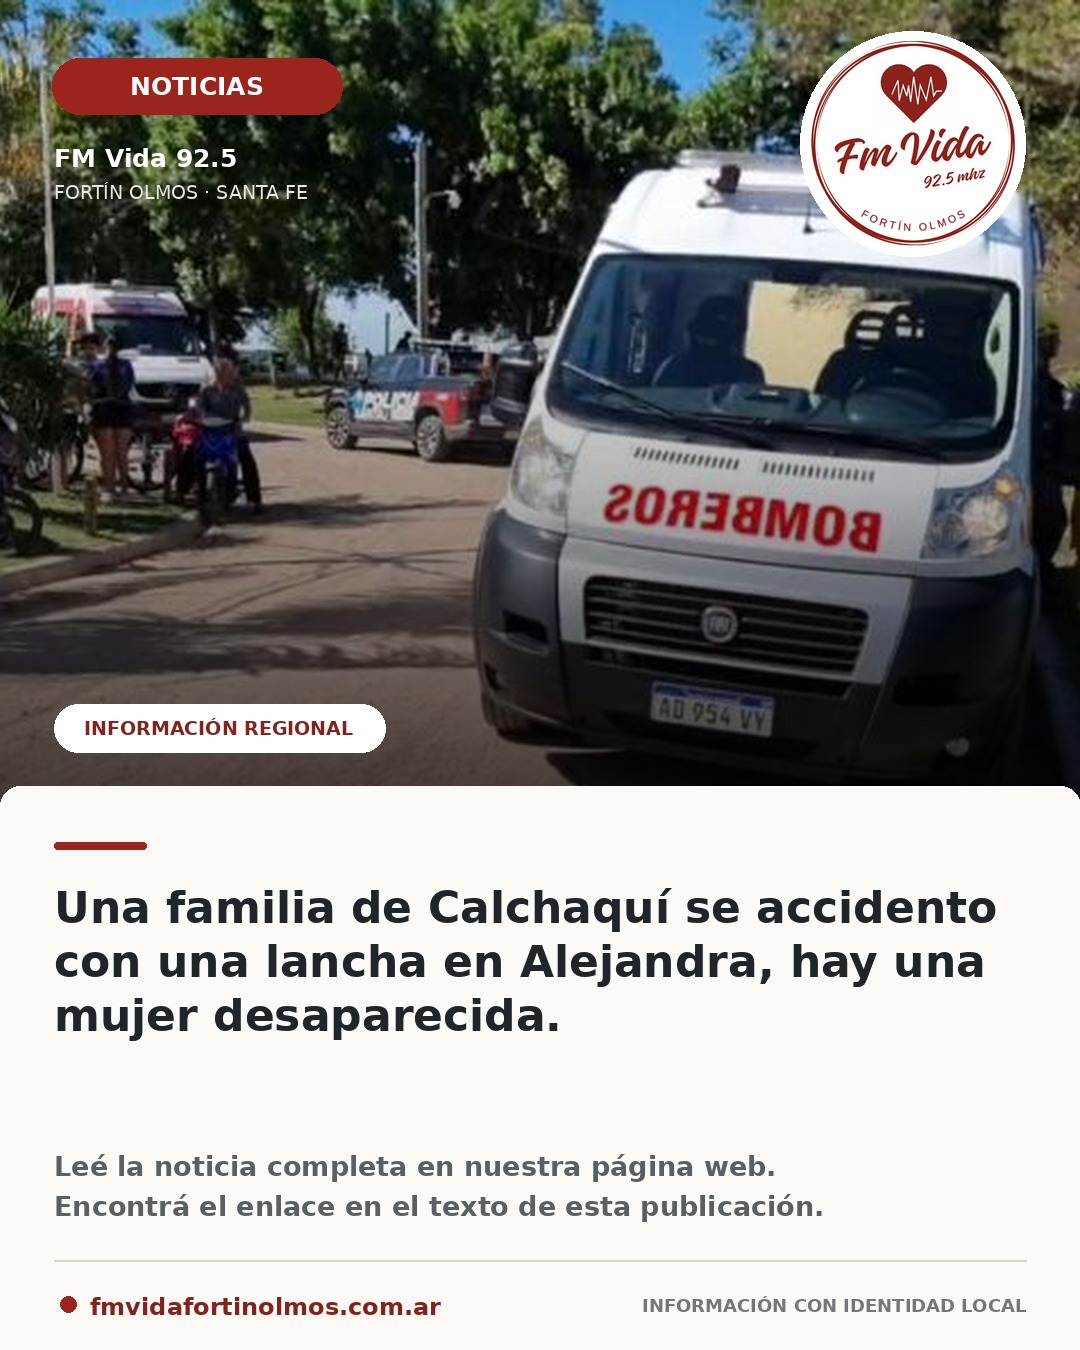 NOTICIAS
FM Vida 92.5
FORTÍN OLMOS · SANTA FE
Fm Vida
92.5 mhz
FORTÍN OLMOS
POLICIA
BOMBEROS
AD 954 VY
INFORMACIÓN REGIONAL
Una familia de Calchaquí se accidento
con una lancha en Alejandra, hay una
mujer desaparecida.
Leé la noticia completa en nuestra página web.
Encontrá el enlace en el texto de esta publicación.
fmvidafortinolmos.com.ar
INFORMACIÓN CON IDENTIDAD LOCAL